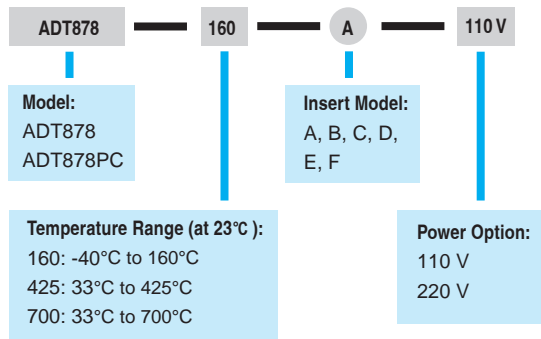 ADT878 160 A 110 V
Model:
ADT878
ADT878PC
Insert Model:
A, B, C, D,
E, F
Temperature Range (at 23°C ):
160: -40°C to 160°C
425: 33°C to 425°C
700: 33°C to 700°C
Power Option:
110 V
220 V